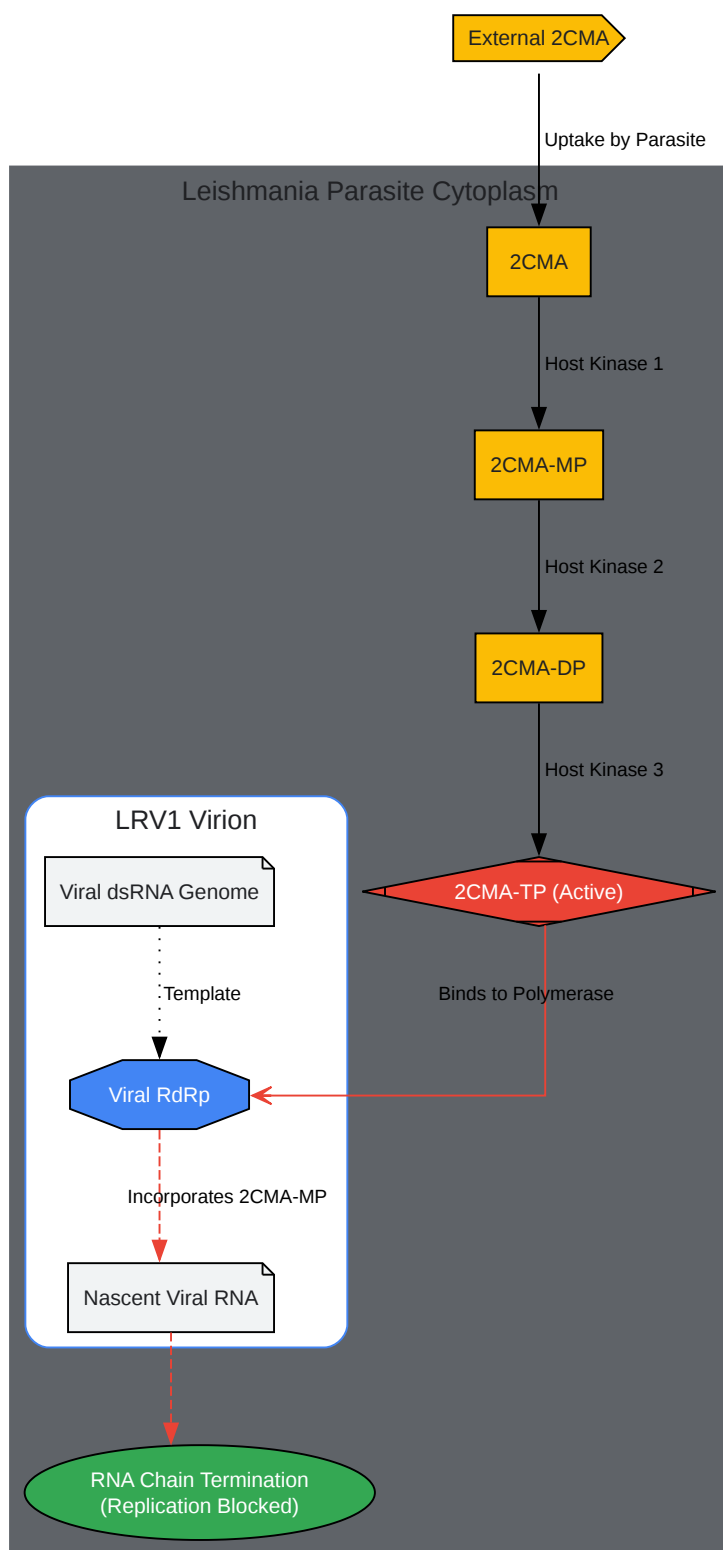 External 2CMA
Uptake by Parasite
Leishmania Parasite Cytoplasm
2CMA
Host Kinase 1
2CMA-MP
Host Kinase 2
2CMA-DP
Host Kinase 3
LRV1 Virion
Viral dsRNA Genome
2CMA-TP (Active)
Template
Binds to Polymerase
Viral RdRp
Incorporates 2CMA-MP
Nascent Viral RNA
RNA Chain Termination
(Replication Blocked)